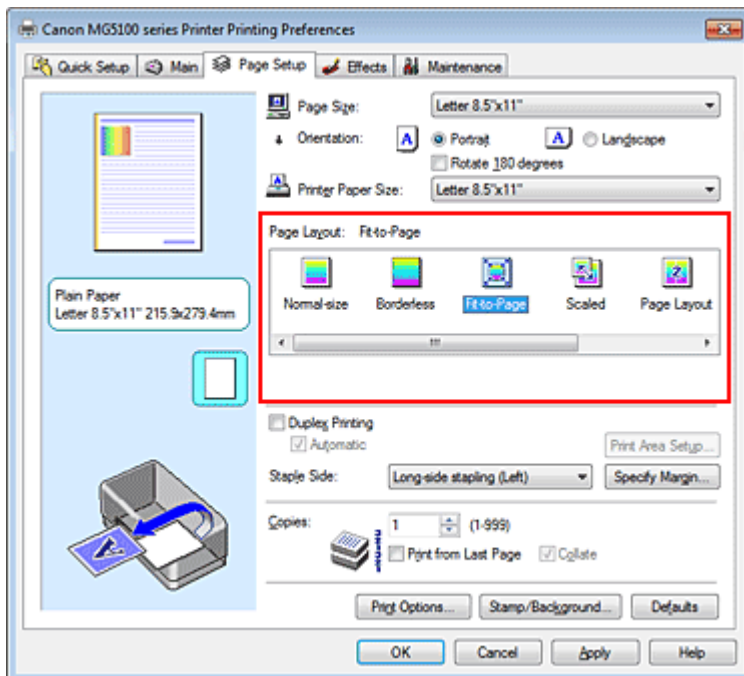 Canon MG5100 series Printer Printing Preferences
Quick Setup Main Page Setup Effects Maintenance
Page Size: Letter 8.5"x11"
Orientation: A Portrait A Landscape
Rotate 180 degrees
Printer Paper Size: Letter 8.5"x11"
Page Layout: Fit-to-Page
Normal-size Borderless Fit-to-Page Scaled Page Layout
Plain Paper
Letter 8.5"x11" 215.9x279.4mm
Duplex Printing
Automatic Print Area Setup...
Staple Side: Long-side stapling (Left) Specify Margin...
Copies: 1 (1-999)
Print from Last Page Collate
Print Options... Stamp/Background... Defaults
OK Cancel Apply Help